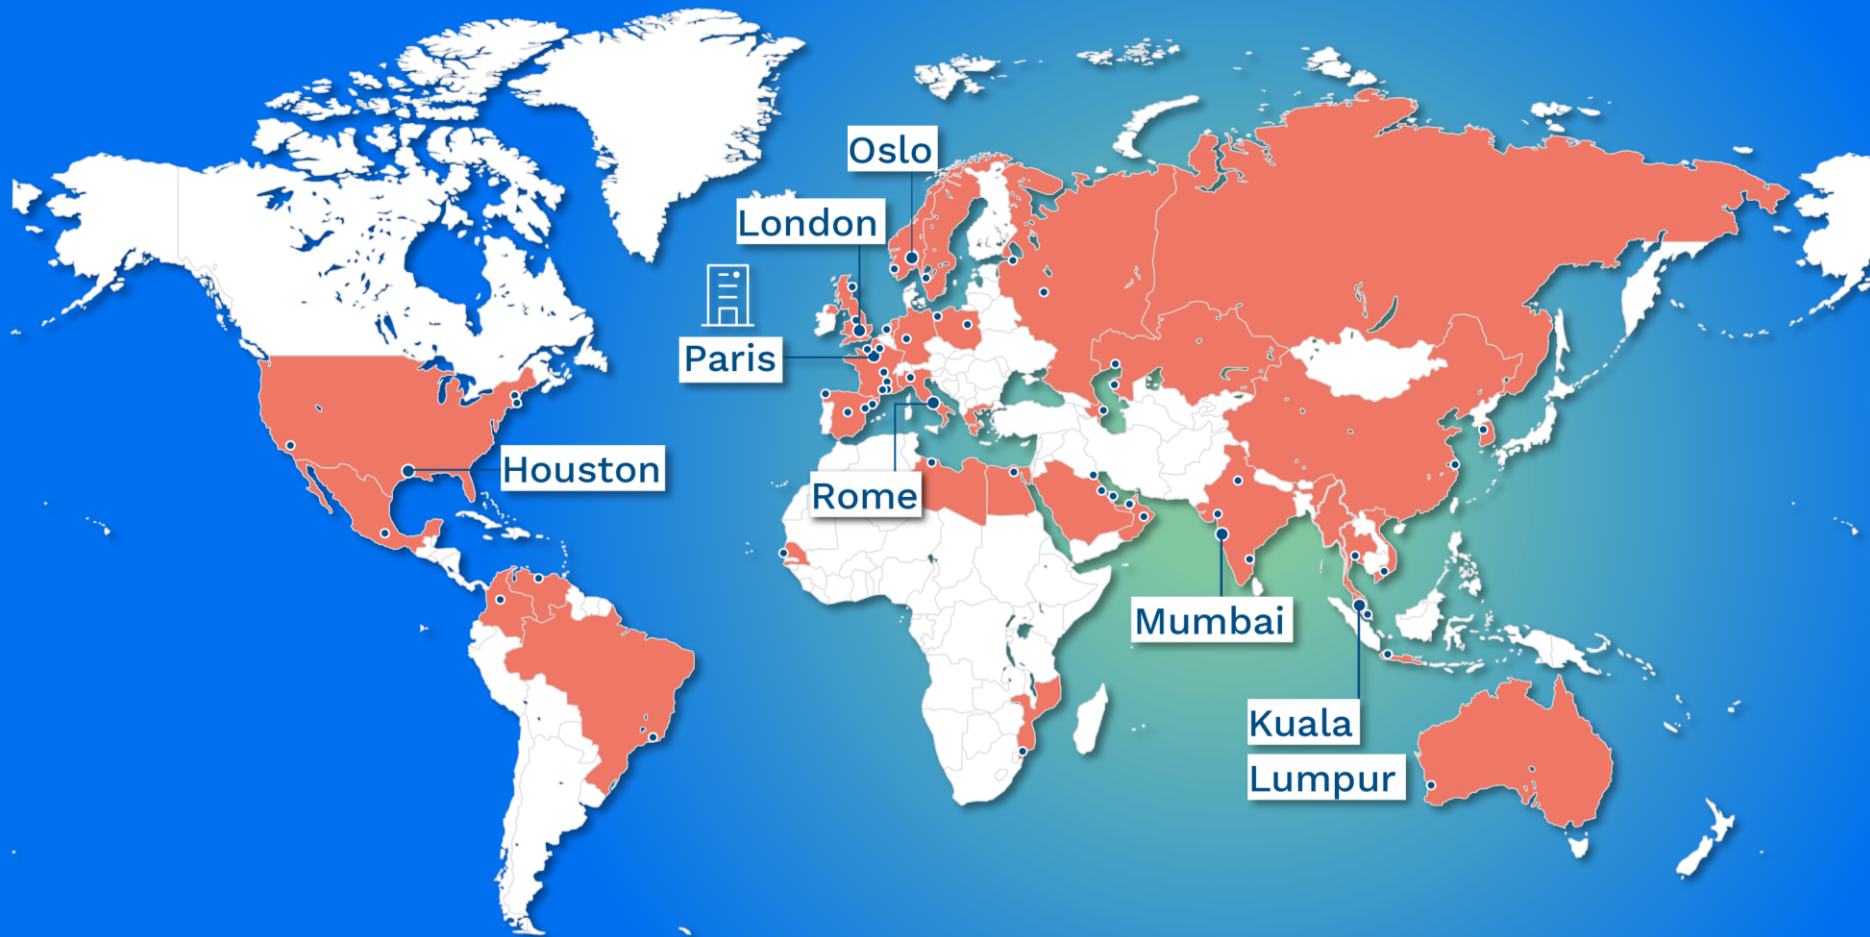 Oslo
London
Paris
Houston
Rome
Mumbai
Kuala
Lumpur